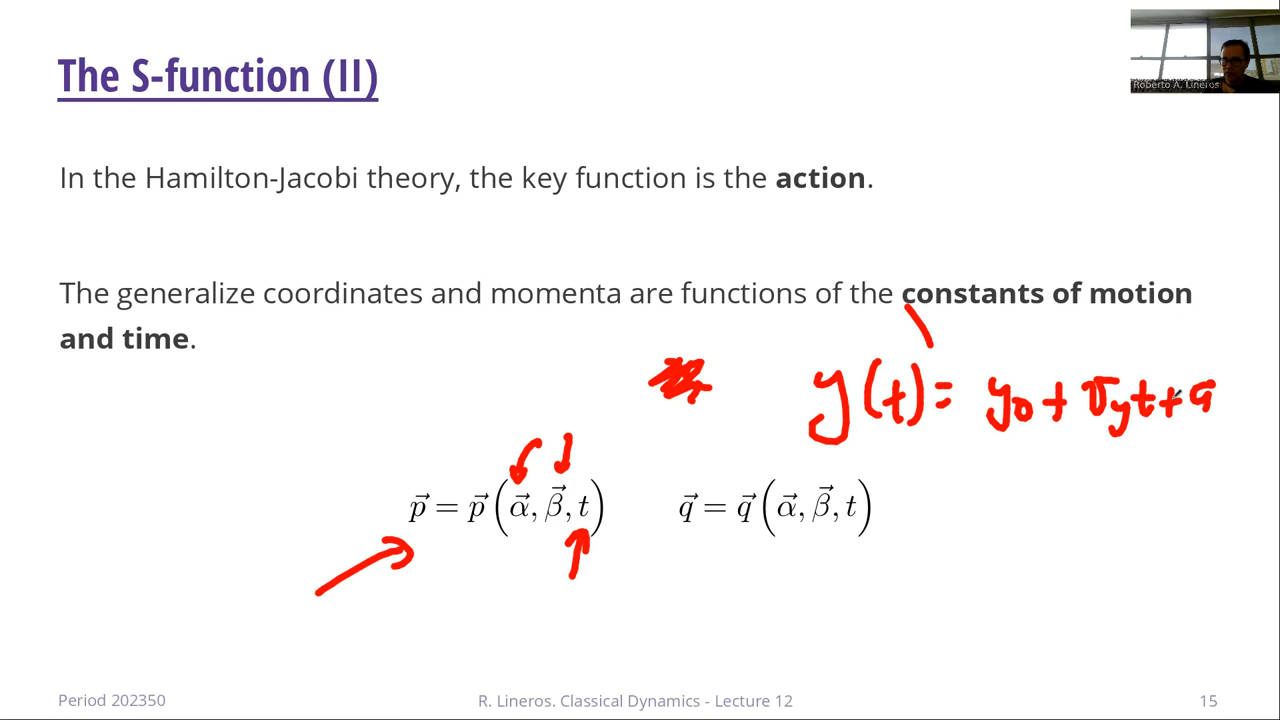 The S-function (II)
Roberto A. Lineros
In the Hamilton-Jacobi theory, the key function is the action.
The generalize coordinates and momenta are functions of the constants of motion
and time.
y(t) = y₀ + v_y t +
p⃗ = p⃗(α⃗, β⃗, t) q⃗ = q⃗(α⃗, β⃗, t)
Period 202350
R. Lineros. Classical Dynamics - Lecture 12
15